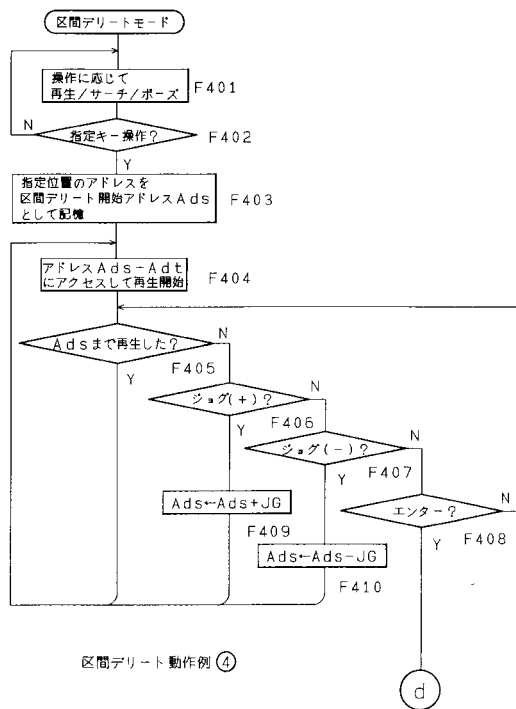 区間デリートモード
操作に応じて
再生/サーチ/ポーズ
F401
N
指定キー操作?
F402
Y
指定位置のアドレスを
区間デリート開始アドレスAds
として記憶
F403
アドレスAds-Adt
にアクセスして再生開始
F404
Adsまで再生した?
N
F405
Y
ジョグ(+)?
N
F406
Y
ジョグ(-)?
N
F407
Y
Ads←Ads+JG
エンター?
N
F408
F409
Y
Ads←Ads-JG
F410
区間デリート動作例④
d